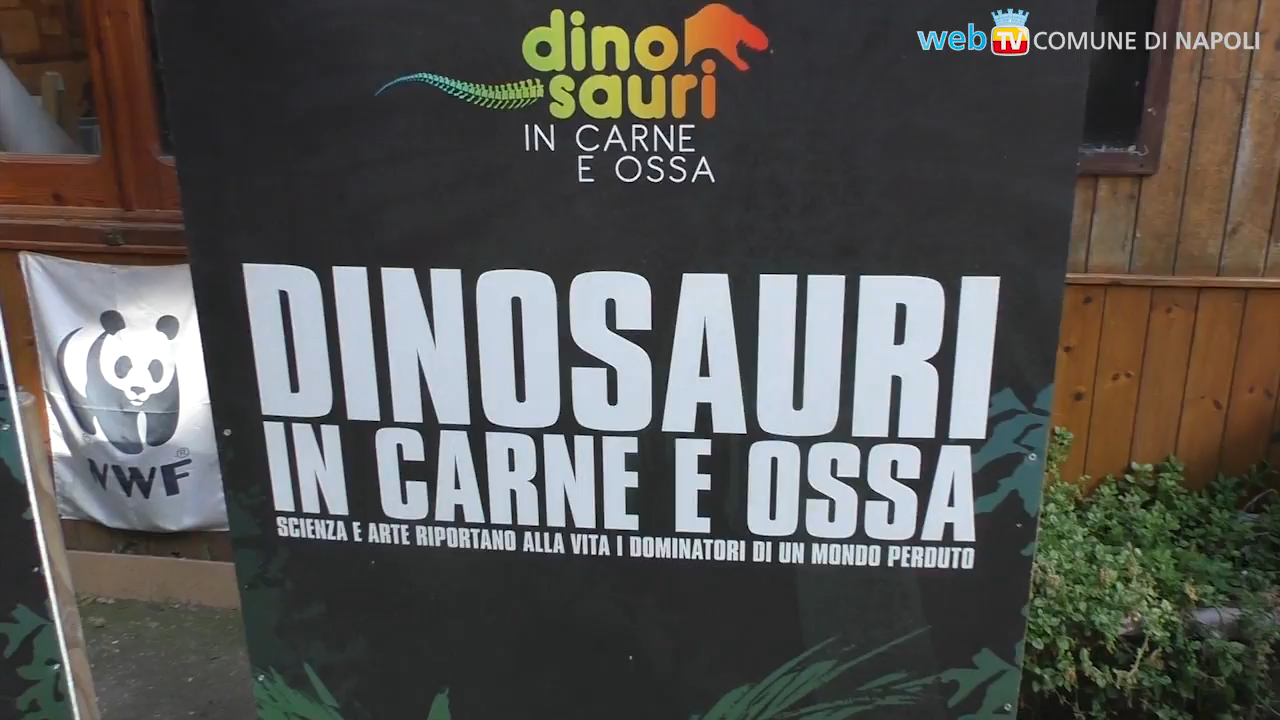 dino
sauri
IN CARNE
E OSSA
web TV COMUNE DI NAPOLI
DINOSAURI
IN CARNE E OSSA
SCIENZA E ARTE RIPORTANO ALLA VITA I DOMINATORI DI UN MONDO PERDUTO
WWF®